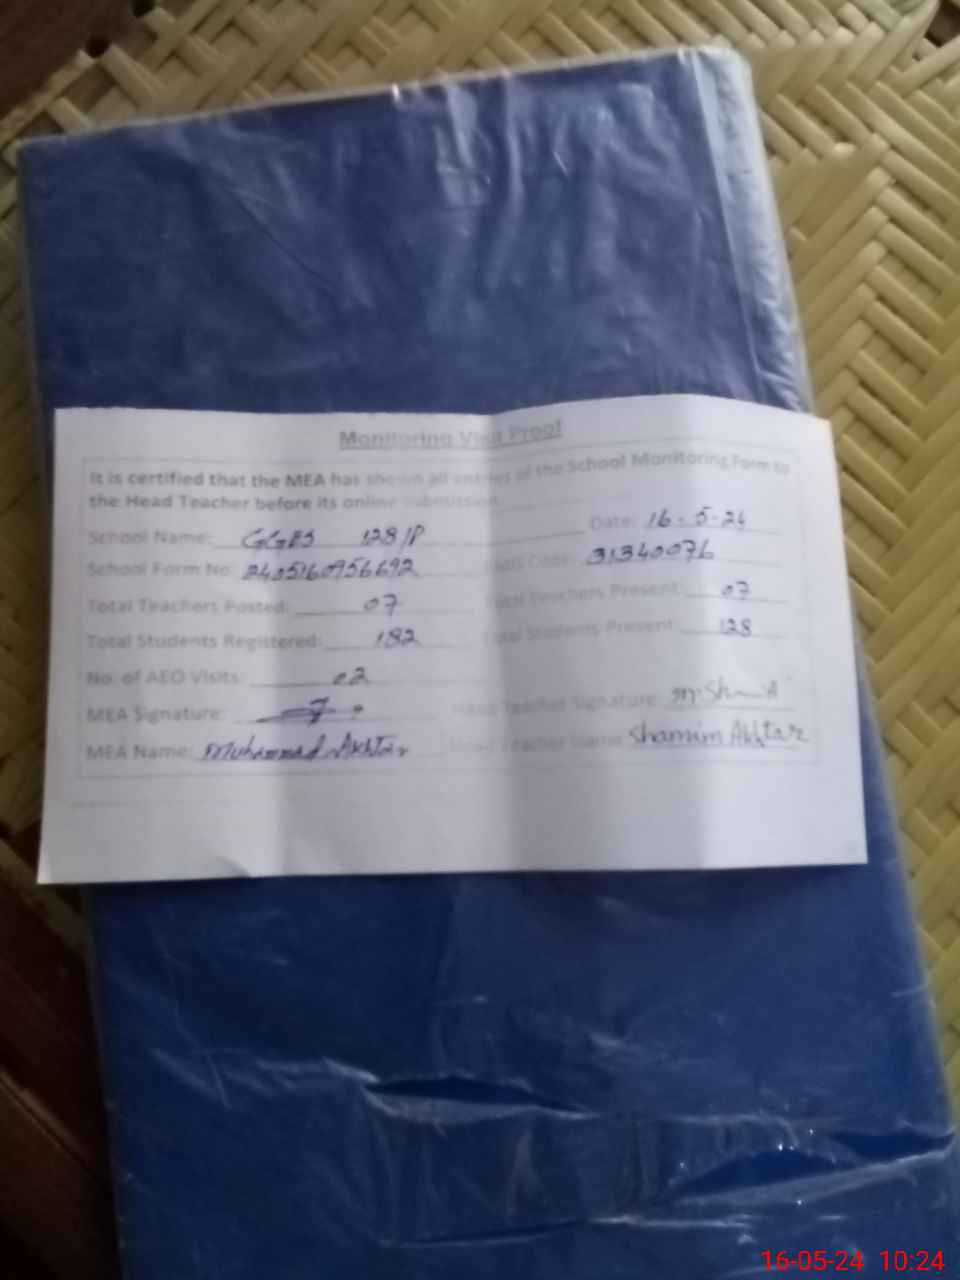 Monitoring Visit Proof
It is certified that the MEA has shown all entries of the School Monitoring Form to
the Head Teacher before its online submission
School Name: GGES 128/P Date: 16-5-24
School Form No: 2405160956692 Code: 31340076
Total Teachers Posted: 07 Total Teachers Present: 07
Total Students Registered: 182 Total Students Present: 128
No. of AEO Visits: 02
MEA Signature: Head Teacher Signature:
MEA Name: Muhammad Akhtar Head Teacher Name: Shamim Akhtar
16-05-24 10:24